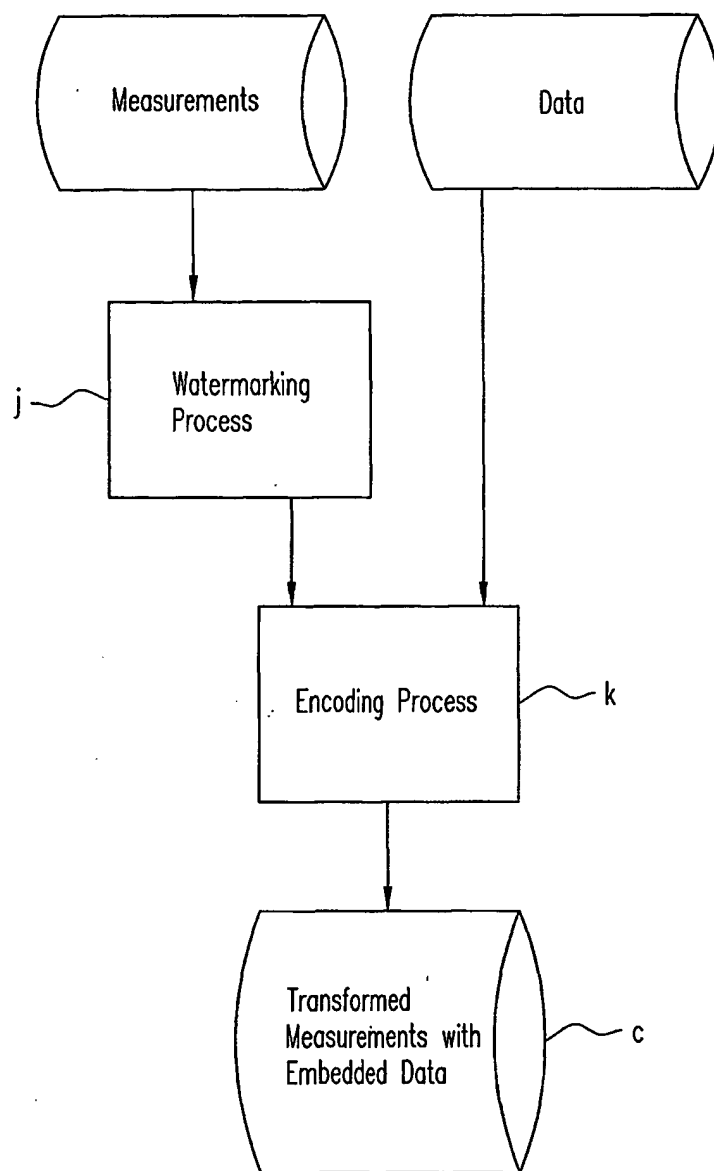 Measurements
Data
Watermarking
Process
j
Encoding Process
k
Transformed
Measurements with
Embedded Data
c